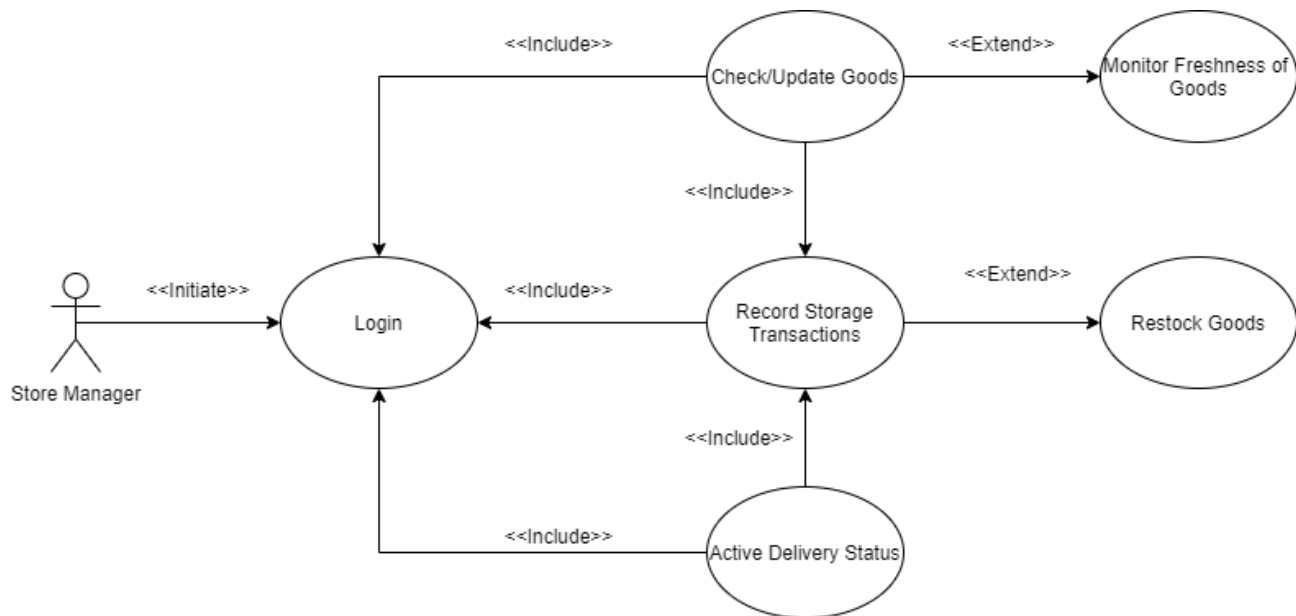 <<Include>>
<<Extend>>
Check/Update Goods
Monitor Freshness of
Goods
<<Include>>
<<Initiate>>
<<Include>>
<<Extend>>
Login
Record Storage
Transactions
Restock Goods
Store Manager
<<Include>>
<<Include>>
Active Delivery Status